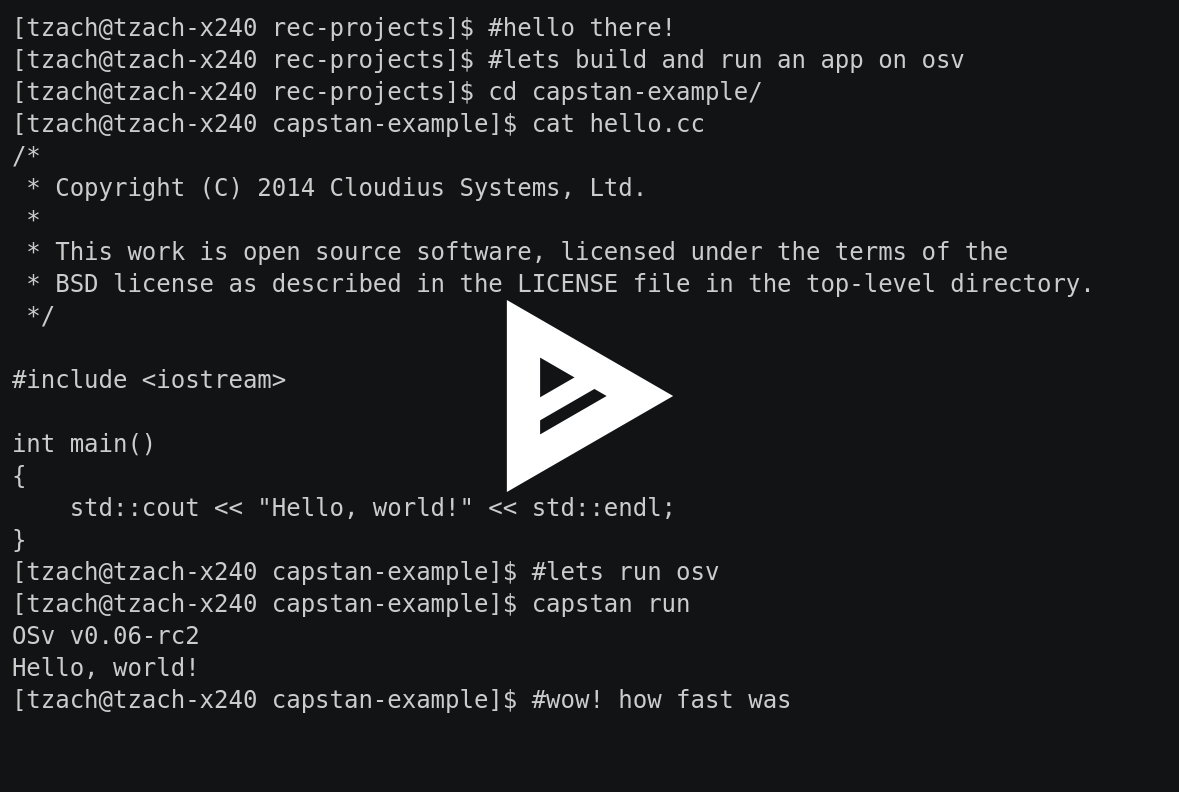 [tzach@tzach-x240 rec-projects]$ #hello there!
[tzach@tzach-x240 rec-projects]$ #lets build and run an app on osv
[tzach@tzach-x240 rec-projects]$ cd capstan-example/
[tzach@tzach-x240 capstan-example]$ cat hello.cc
/*
 * Copyright (C) 2014 Cloudius Systems, Ltd.
 *
 * This work is open source software, licensed under the terms of the
 * BSD license as described in the LICENSE file in the top-level directory.
 */

#include <iostream>

int main()
{
    std::cout << "Hello, world!" << std::endl;
}
[tzach@tzach-x240 capstan-example]$ #lets run osv
[tzach@tzach-x240 capstan-example]$ capstan run
OSv v0.06-rc2
Hello, world!
[tzach@tzach-x240 capstan-example]$ #wow! how fast was